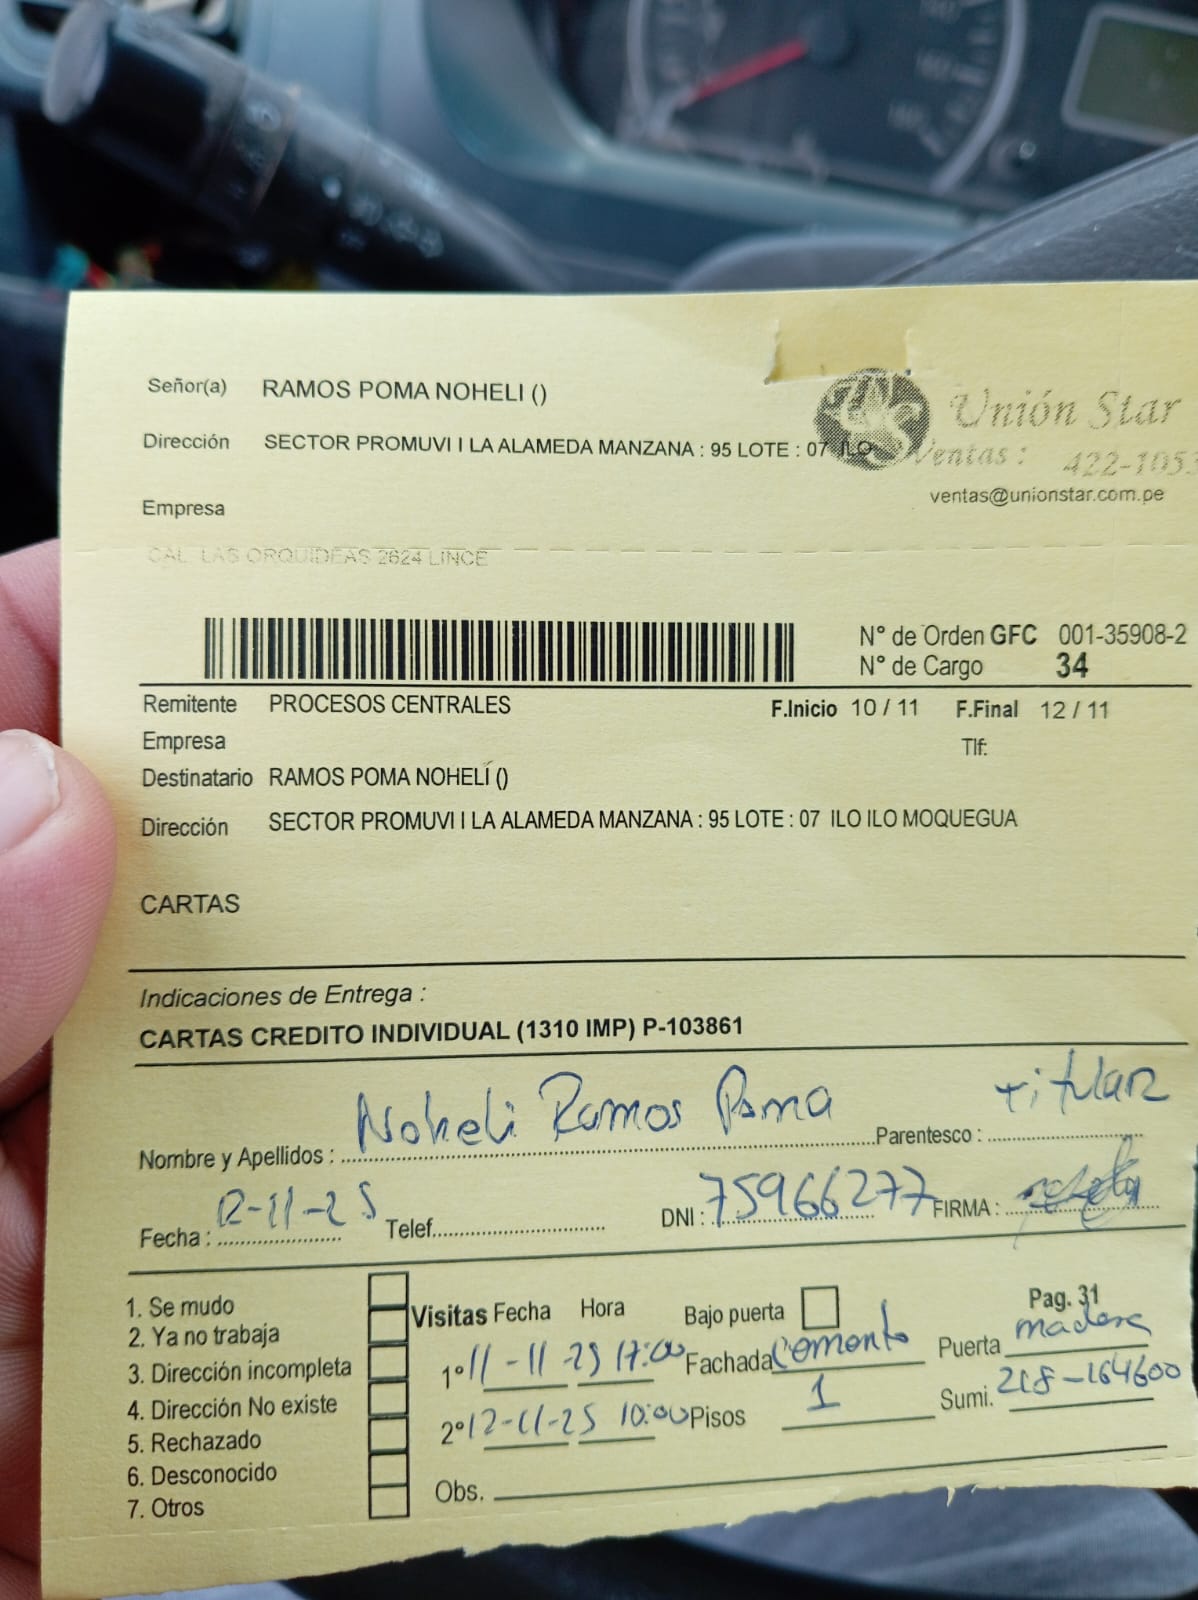 Señor(a) RAMOS POMA NOHELI ()
Unión Star
Dirección SECTOR PROMUVI I LA ALAMEDA MANZANA : 95 LOTE : 07 ILO
Ventas : 422-1053
ventas@unionstar.com.pe
Empresa
CAL LAS ORQUIDEAS 2624 LINCE
N° de Orden GFC 001-35908-2
N° de Cargo 34
Remitente PROCESOS CENTRALES F.Inicio 10 / 11 F.Final 12 / 11
Empresa Tlf:
Destinatario RAMOS POMA NOHELI ()
Dirección SECTOR PROMUVI I LA ALAMEDA MANZANA : 95 LOTE : 07 ILO ILO MOQUEGUA
CARTAS
Indicaciones de Entrega :
CARTAS CREDITO INDIVIDUAL (1310 IMP) P-103861
Nombre y Apellidos : Noheli Ramos Poma Parentesco : titular
Fecha : 12-11-25 Telef. DNI : 75966277 FIRMA :
1. Se mudo
2. Ya no trabaja
3. Dirección incompleta
4. Dirección No existe
5. Rechazado
6. Desconocido
7. Otros
Visitas Fecha Hora Bajo puerta Pag. 31
1° 11-11-25 17:00 Fachada Cemento Puerta madera
2° 12-11-25 10:00 Pisos 1 Sumi. 218-164600
Obs.